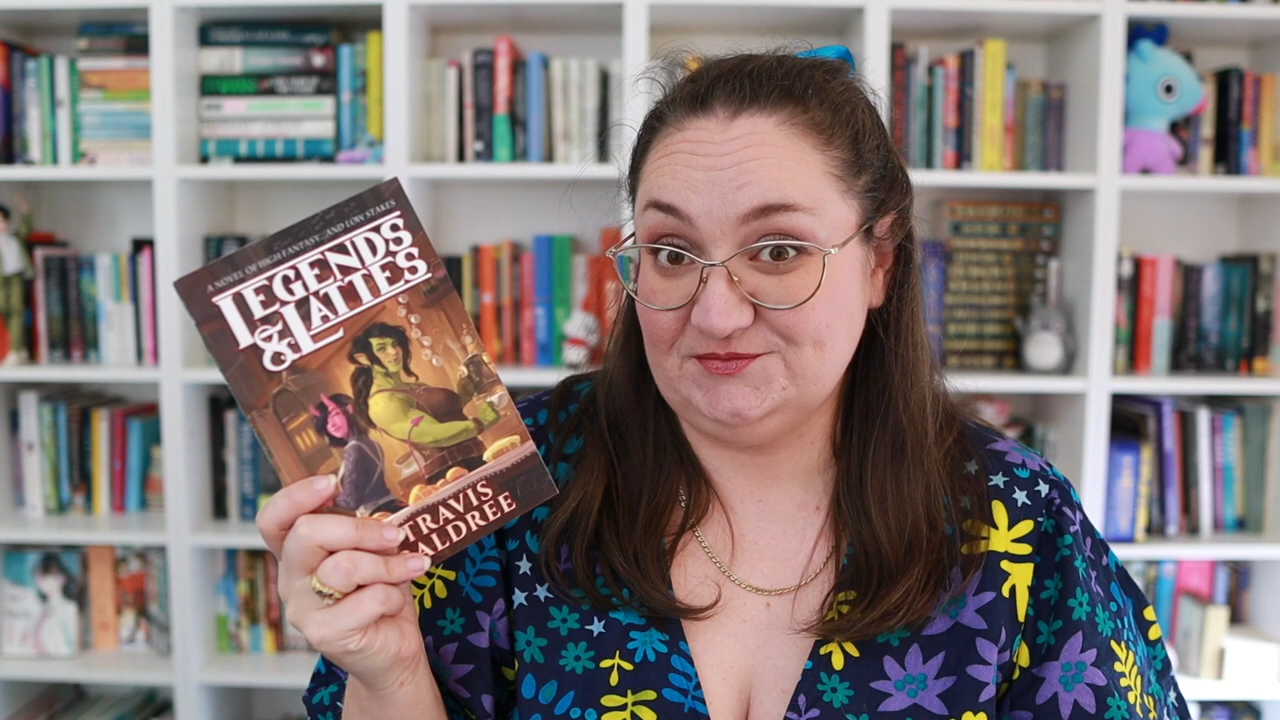 A NOVEL OF HIGH FANTASY AND LOW STAKES
LEGENDS
& LATTES
TRAVIS
BALDREE